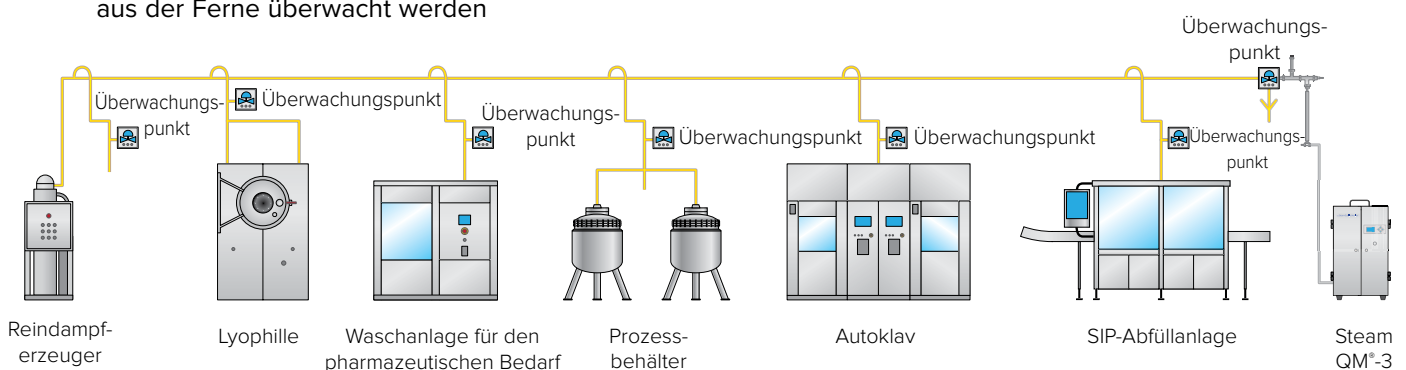 aus der Ferne überwacht werden
Überwachungs-
punkt
Überwachungs-
punkt
Überwachungspunkt
Überwachungs-
punkt
Überwachungspunkt
Überwachungspunkt
Überwachungs-
punkt
Reindampf-
erzeuger
Lyophille
Waschanlage für den
pharmazeutischen Bedarf
Prozess-
behälter
Autoklav
SIP-Abfüllanlage
Steam
QM®-3